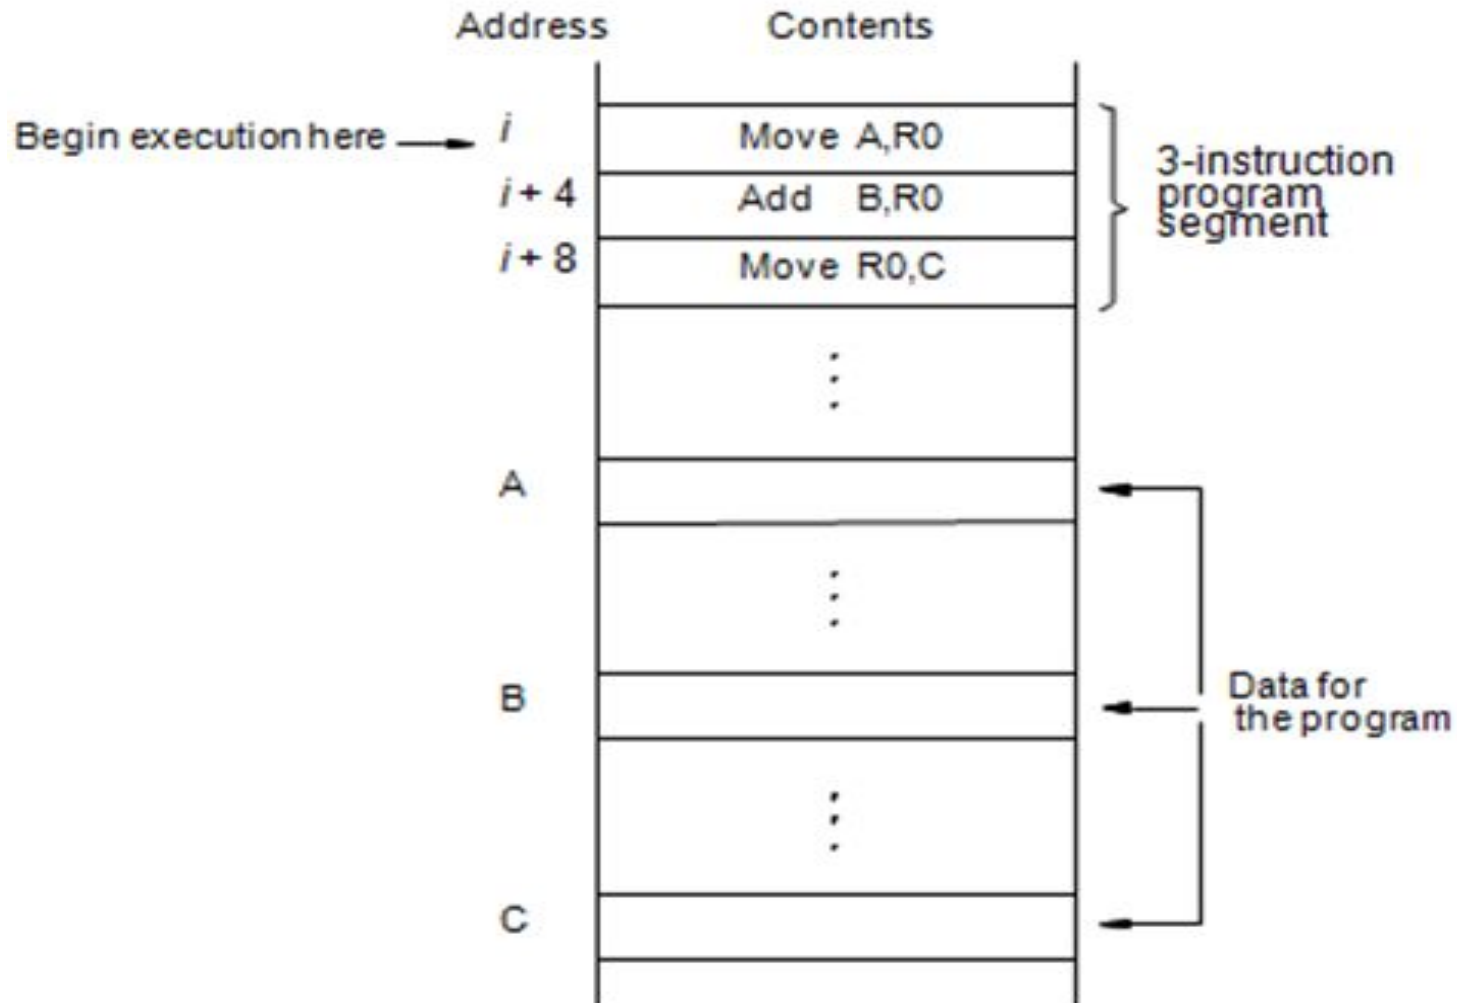 Address Contents
Begin execution here i Move A,R0
i + 4 Add B,R0
i + 8 Move R0,C
3-instruction
program
segment
A
B
Data for
the program
C